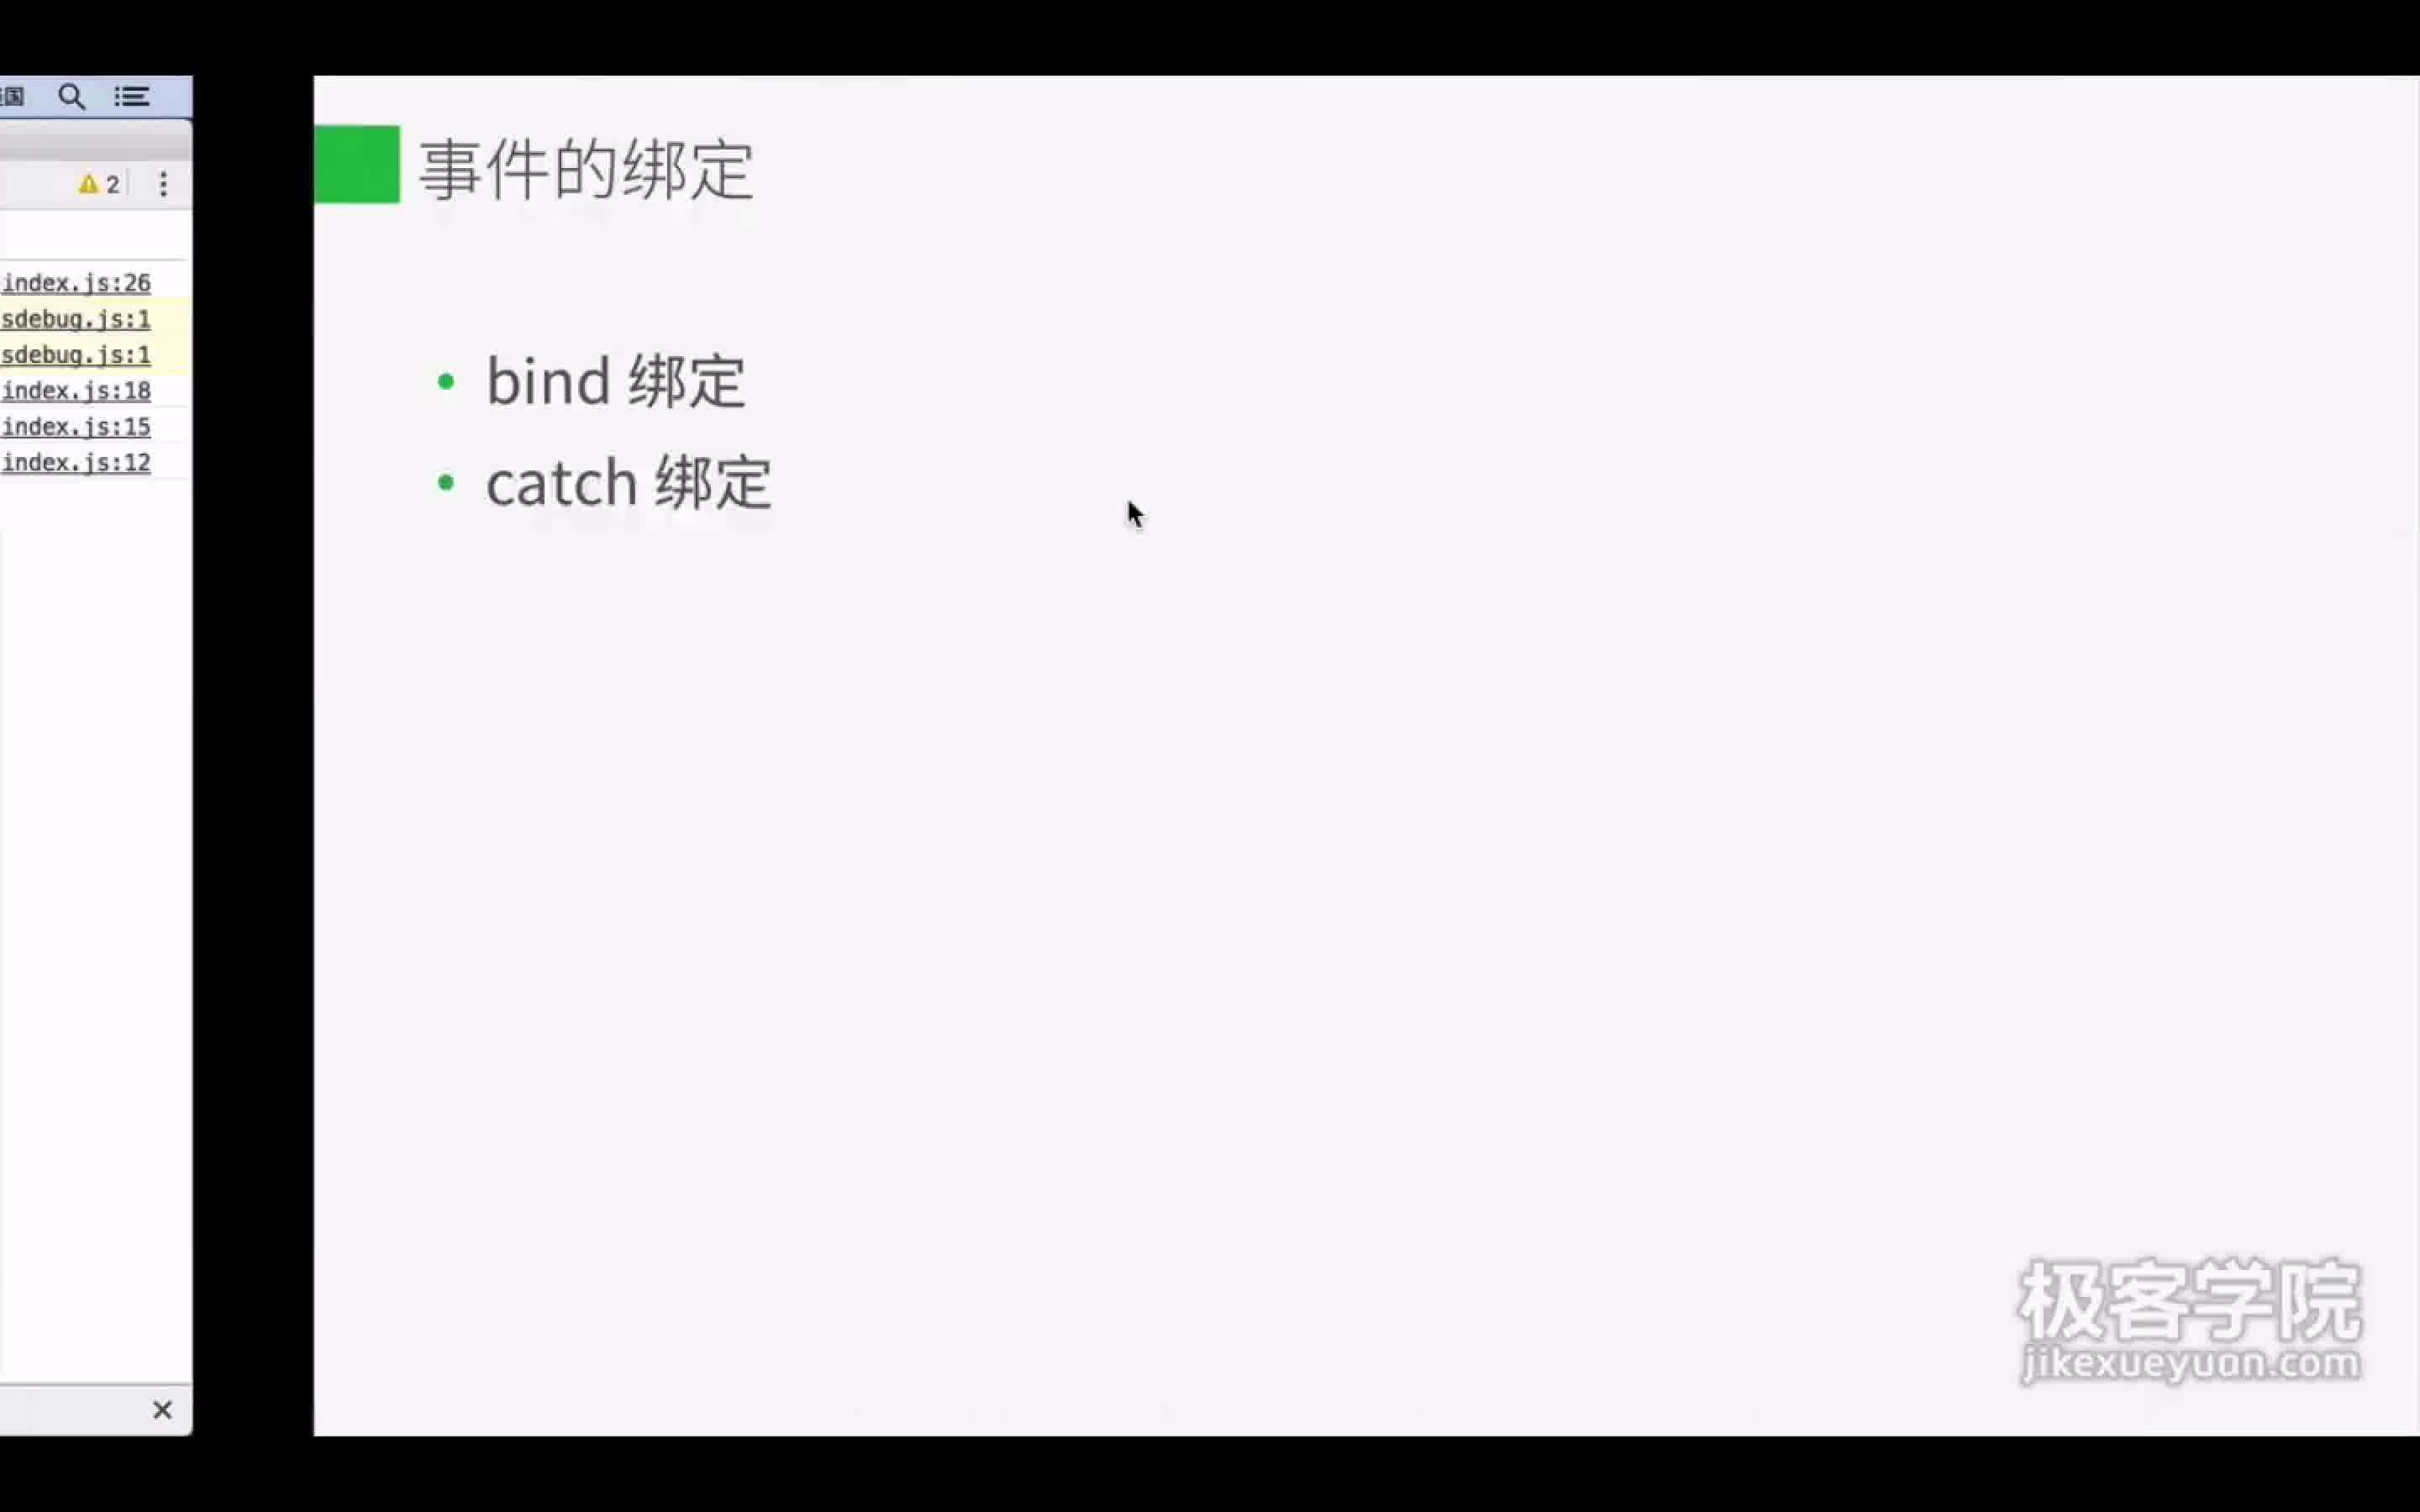 国
2
index.js:26
sdebug.js:1
sdebug.js:1
index.js:18
index.js:15
index.js:12
事件的绑定
bind 绑定
catch 绑定
极客学院
jikexueyuan.com